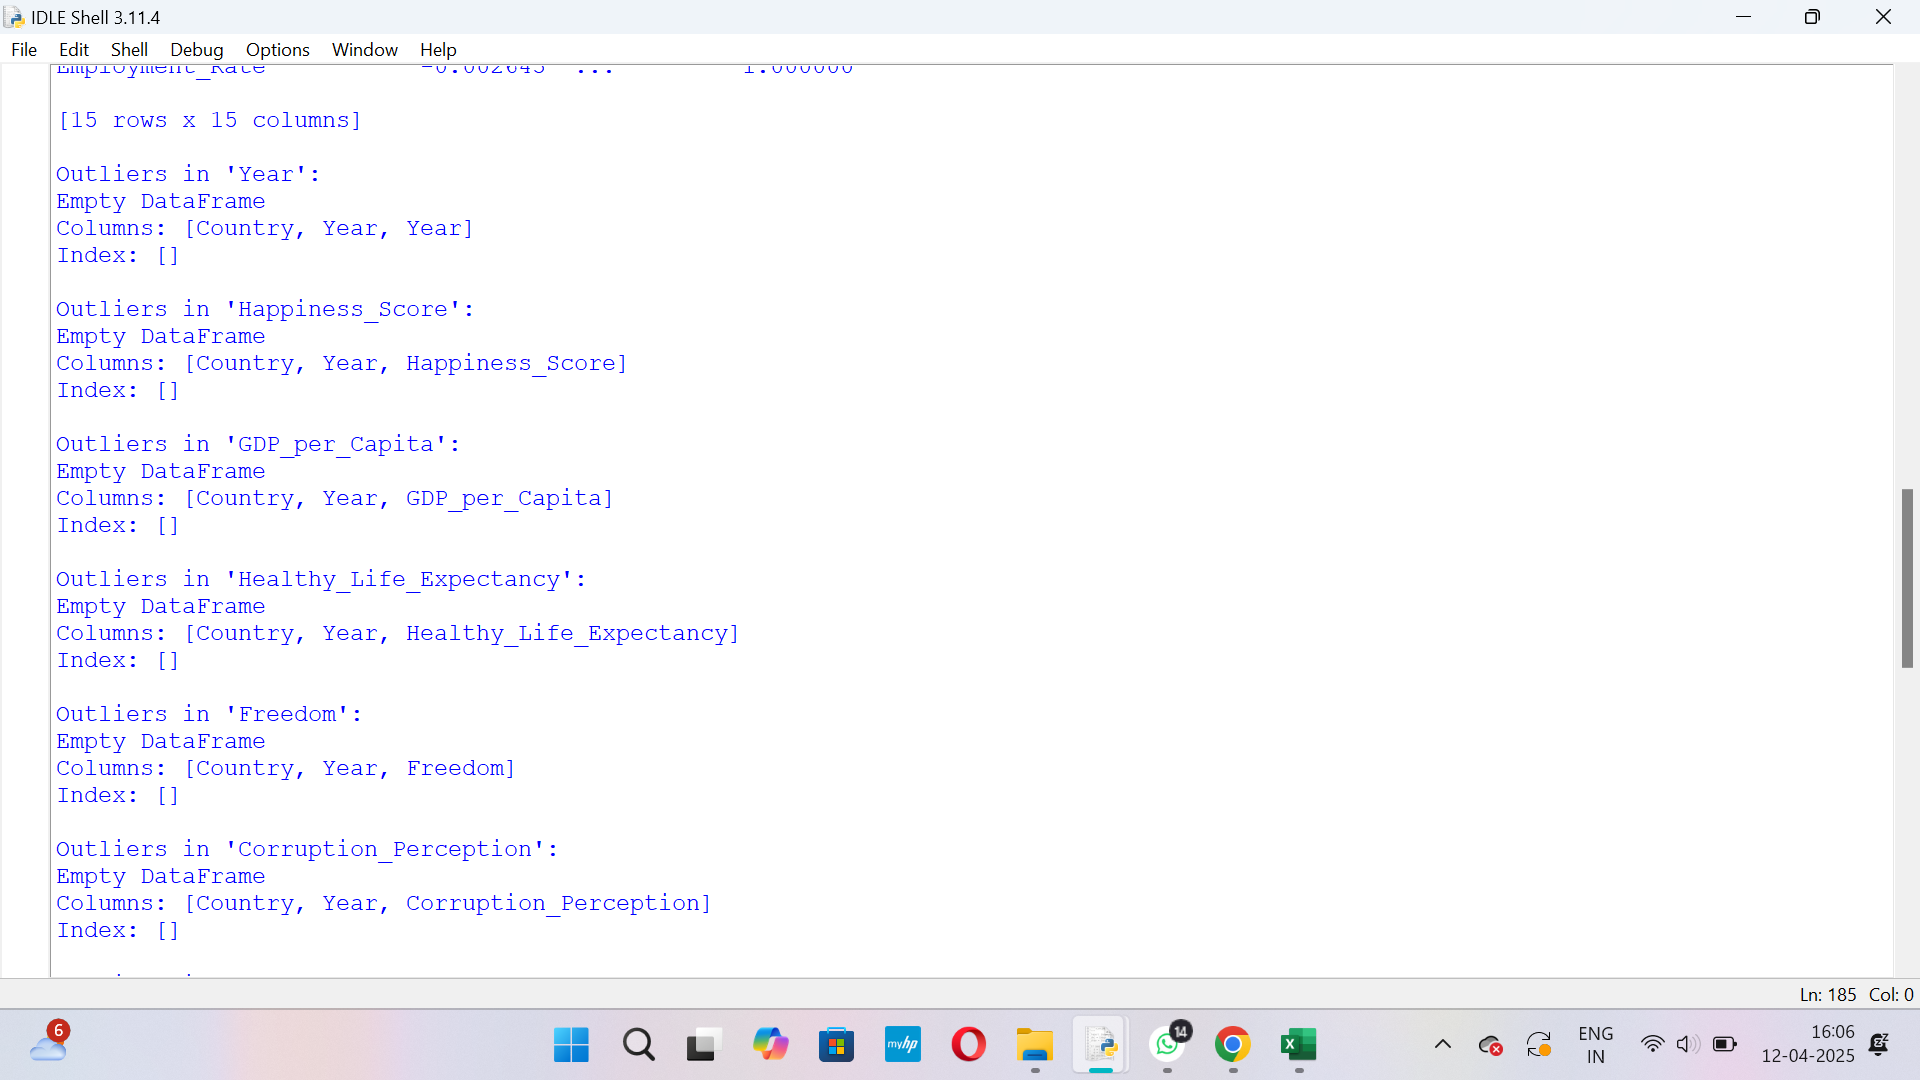 IDLE Shell 3.11.4
File Edit Shell Debug Options Window Help
Employment_Rate -0.002645 ... 1.000000
[15 rows x 15 columns]
Outliers in 'Year':
Empty DataFrame
Columns: [Country, Year, Year]
Index: []
Outliers in 'Happiness_Score':
Empty DataFrame
Columns: [Country, Year, Happiness_Score]
Index: []
Outliers in 'GDP_per_Capita':
Empty DataFrame
Columns: [Country, Year, GDP_per_Capita]
Index: []
Outliers in 'Healthy_Life_Expectancy':
Empty DataFrame
Columns: [Country, Year, Healthy_Life_Expectancy]
Index: []
Outliers in 'Freedom':
Empty DataFrame
Columns: [Country, Year, Freedom]
Index: []
Outliers in 'Corruption_Perception':
Empty DataFrame
Columns: [Country, Year, Corruption_Perception]
Index: []
Ln: 185 Col: 0
6
myhp
14
X
ENG
IN
16:06
12-04-2025